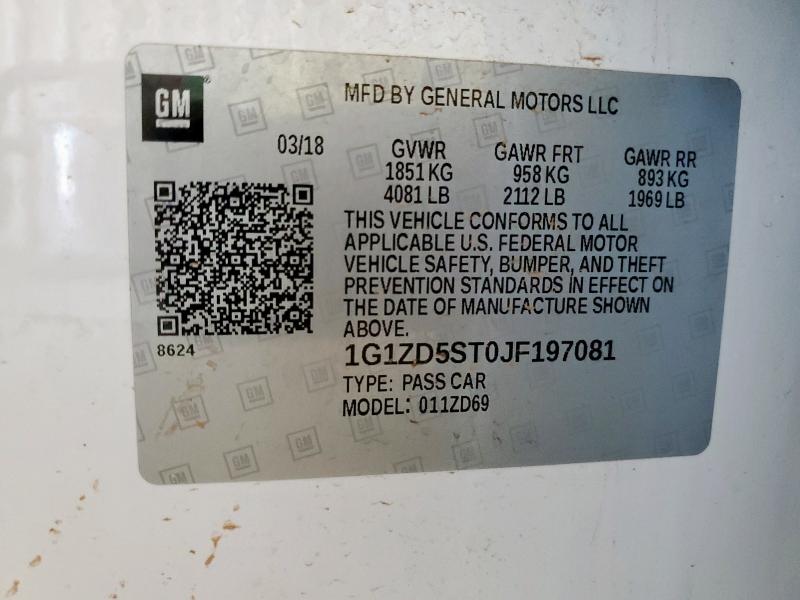 GM
MFD BY GENERAL MOTORS LLC
03/18
GVWR
1851 KG
4081 LB
GAWR FRT
958 KG
2112 LB
GAWR RR
893 KG
1969 LB
THIS VEHICLE CONFORMS TO ALL
APPLICABLE U.S. FEDERAL MOTOR
VEHICLE SAFETY, BUMPER, AND THEFT
PREVENTION STANDARDS IN EFFECT ON
THE DATE OF MANUFACTURE SHOWN
ABOVE.
8624
1G1ZD5ST0JF197081
TYPE: PASS CAR
MODEL: 011ZD69